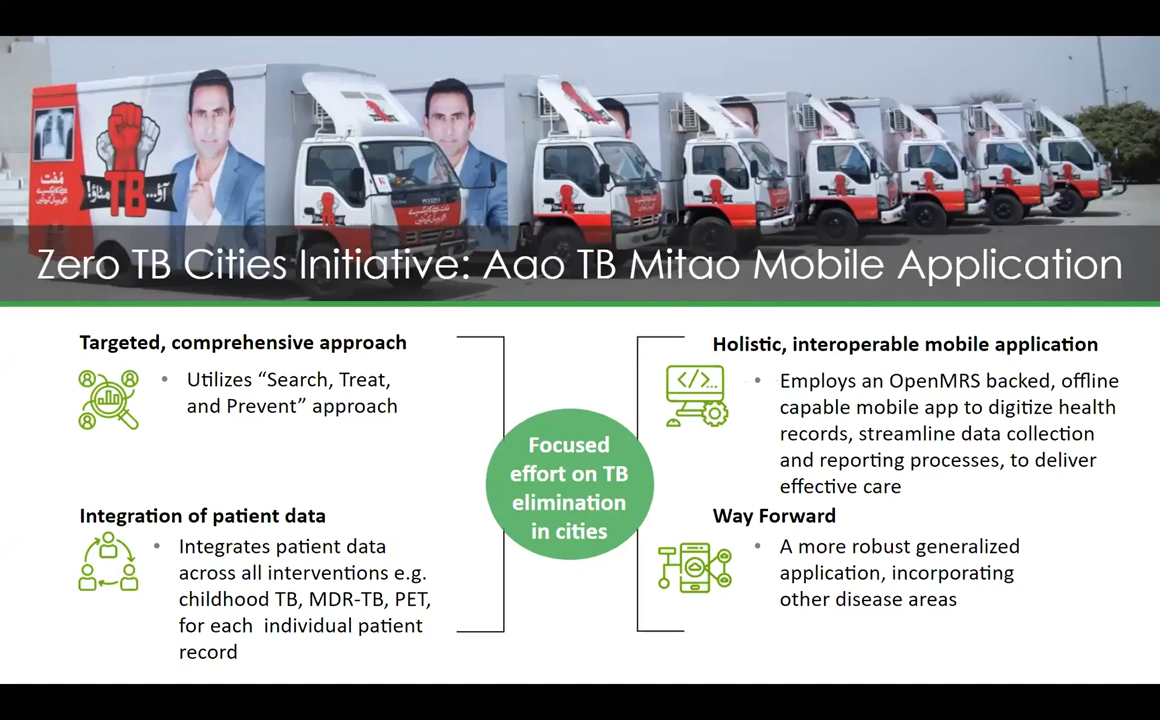 آؤ...TB مٹاؤ!
مُفت
Zero TB Cities Initiative: Aao TB Mitao Mobile Application
Targeted, comprehensive approach
• Utilizes “Search, Treat,
and Prevent” approach
Integration of patient data
• Integrates patient data
across all interventions e.g.
childhood TB, MDR-TB, PET,
for each individual patient
record
Focused
effort on TB
elimination
in cities
Holistic, interoperable mobile application
</>...
• Employs an OpenMRS backed, offline
capable mobile app to digitize health
records, streamline data collection
and reporting processes, to deliver
effective care
Way Forward
• A more robust generalized
application, incorporating
other disease areas